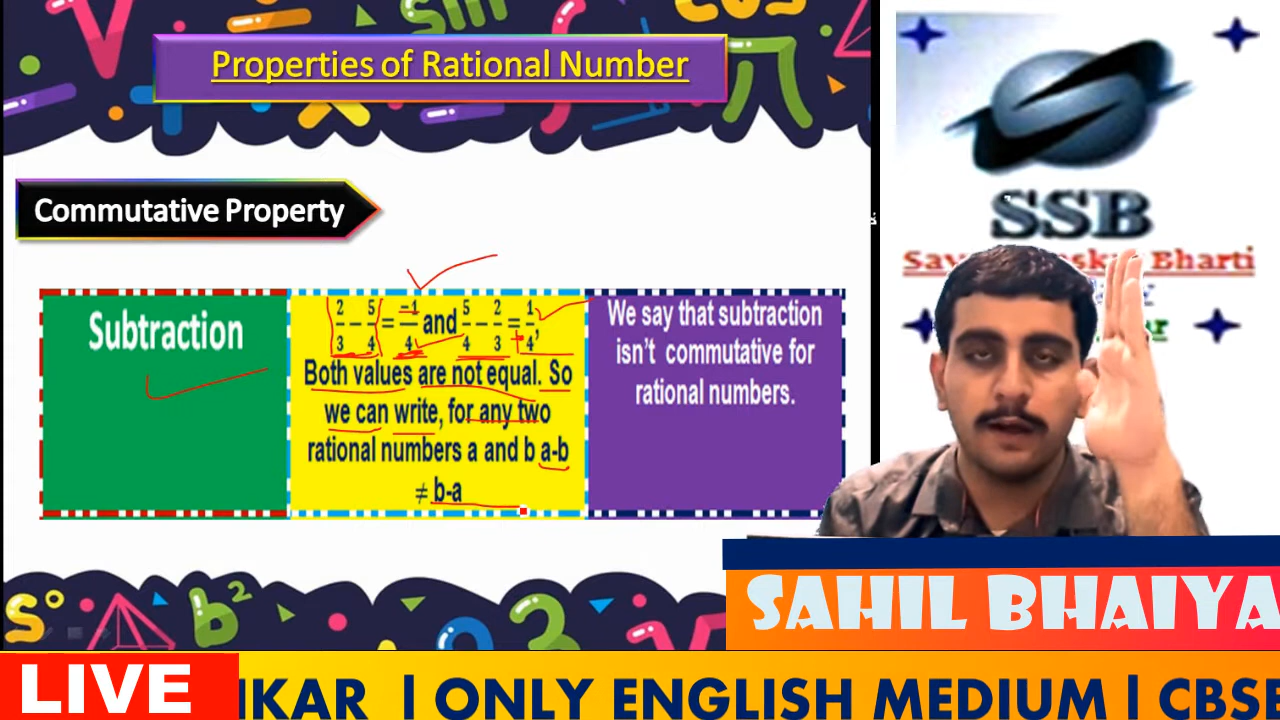 Properties of Rational Number
Commutative Property
Subtraction
2/3 − 5/4 = −1/4 and 5/4 − 2/3 = 1/4,
Both values are not equal. So
we can write, for any two
rational numbers a and b a-b
≠ b-a
We say that subtraction
isn't commutative for
rational numbers.
SSB
Bharti
SAHIL BHAIYA
LIVE
KAR | ONLY ENGLISH MEDIUM | CBSE